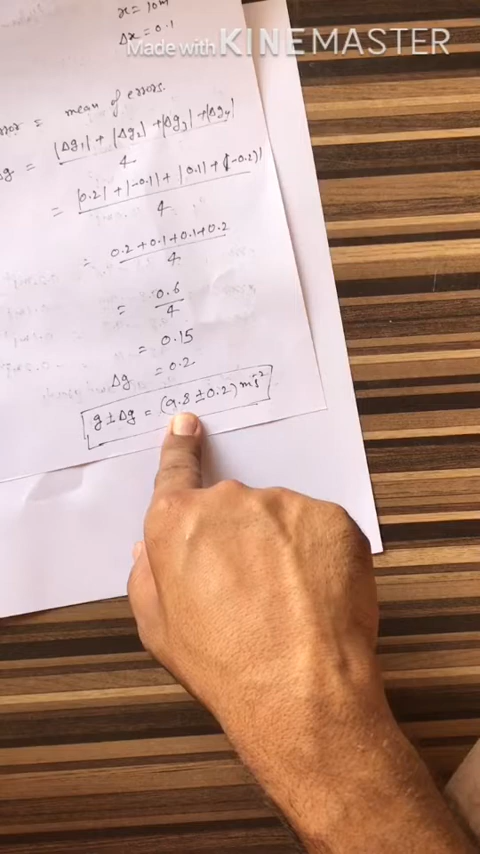 x = 10m
Δx = 0.1
Made with KINEMASTER
= mean of errors.
= |Δg₁| + |Δg₂| + |Δg₃| + |Δg₄|
4
= |0.2| + |-0.1| + |0.1| + (|-0.2|)
4
= 0.2 + 0.1 + 0.1 + 0.2
4
= 0.6
4
= 0.15
Δg = 0.2
g ± Δg = (9.8 ± 0.2) ms⁻²